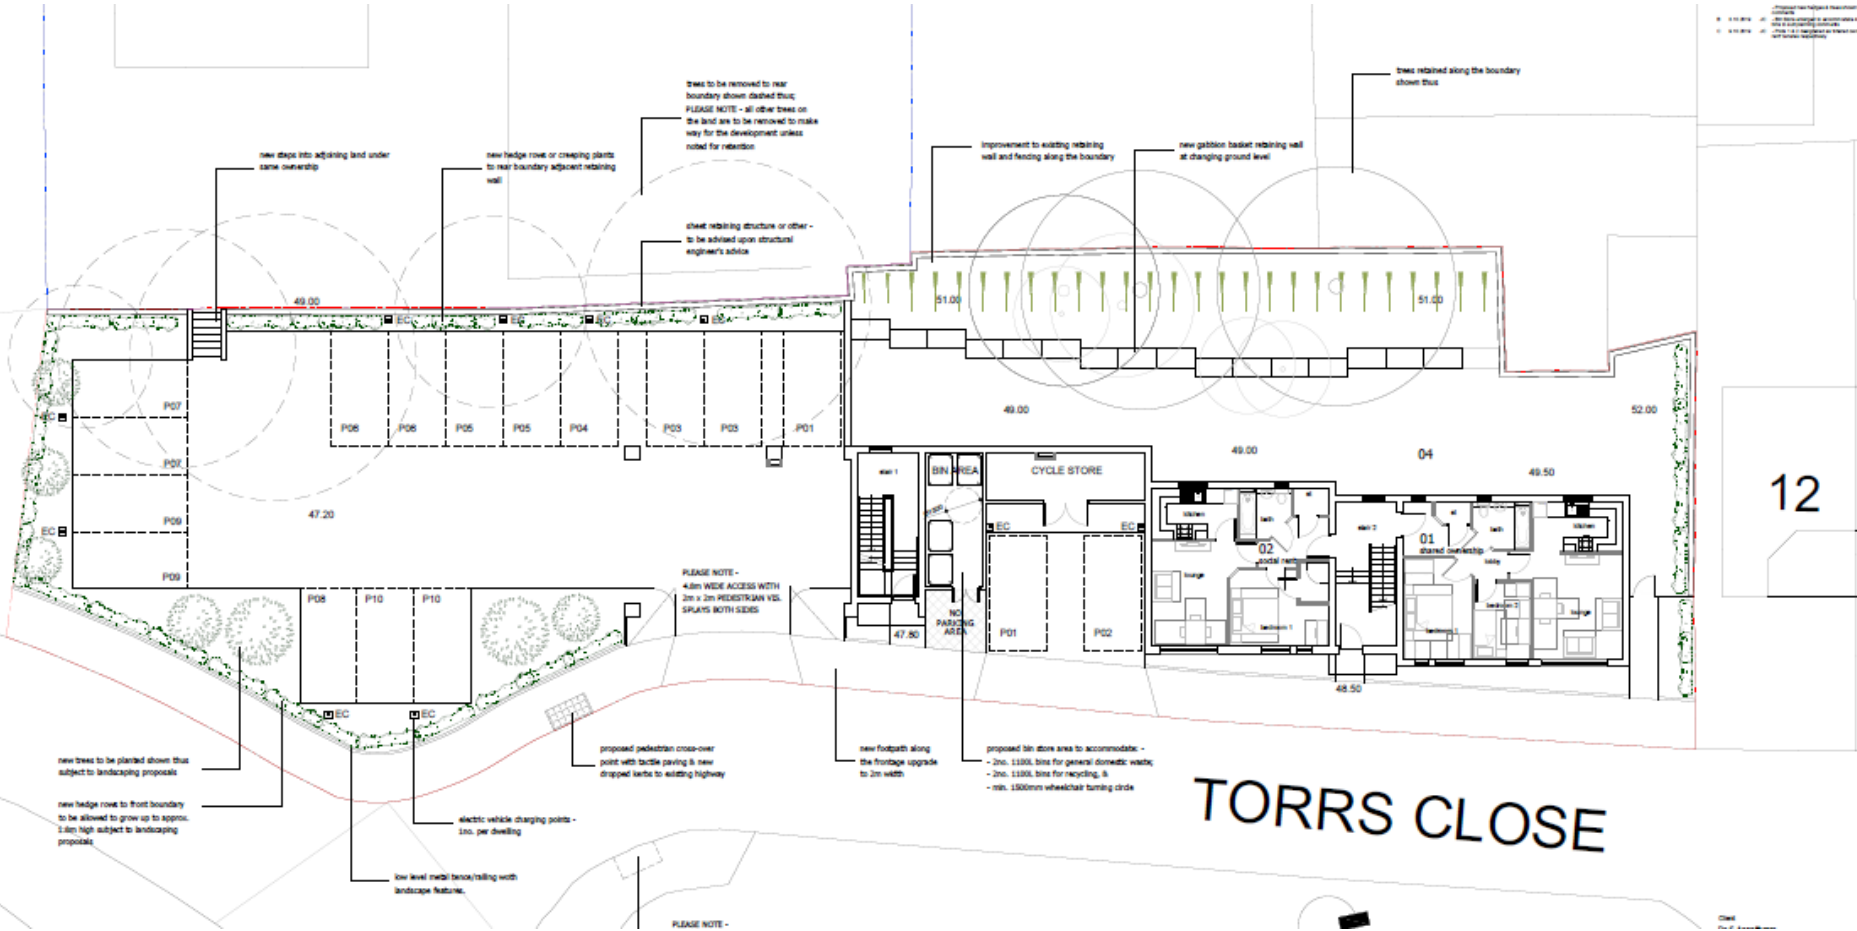 trees to be removed to rear
boundary shown dashed thus;
PLEASE NOTE - all other trees on
the land are to be removed to make
way for the development unless
noted for retention
trees retained along the boundary
shown thus
new steps into adjoining land under
same ownership
new hedge rows or creeping plants
to rear boundary adjacent retaining
wall
improvement to existing retaining
wall and fencing along the boundary
new gabbion basket retaining wall
at changing ground level
sheet retaining structure or other -
to be advised upon structural
engineer's advice
49.00
51.00
51.00
EC
EC
EC
EC
P07
P07
P09
P09
EC
EC
P06
P06
P05
P05
P04
P03
P03
P01
49.00
52.00
49.00
04
49.50
12
47.20
stair 1
BIN AREA
CYCLE STORE
EC
EC
kitchen
bath
lounge
02
social rent
bedroom 1
stair 2
01
shared ownership
bath
kitchen
lobby
bedroom 2
lounge
PLEASE NOTE -
4.8m WIDE ACCESS WITH
2m x 2m PEDESTRIAN VIS.
SPLAYS BOTH SIDES
P08
P10
P10
47.80
NO
PARKING
AREA
P01
P02
48.50
EC
EC
new trees to be planted shown thus
subject to landscaping proposals
new hedge rows to front boundary
to be allowed to grow up to approx.
high subject to landscaping
proposals
electric vehicle charging points -
1no. per dwelling
low level metal fence/railing with
landscape features.
proposed pedestrian cross-over
point with tactile paving & new
dropped kerbs to existing highway
new footpath along
the frontage upgrade
to 2m width
proposed bin store area to accommodate: -
- 2no. 1100L bins for general domestic waste;
- 2no. 1100L bins for recycling, &
- min. 1500mm wheelchair turning circle
TORRS CLOSE
PLEASE NOTE -
Client